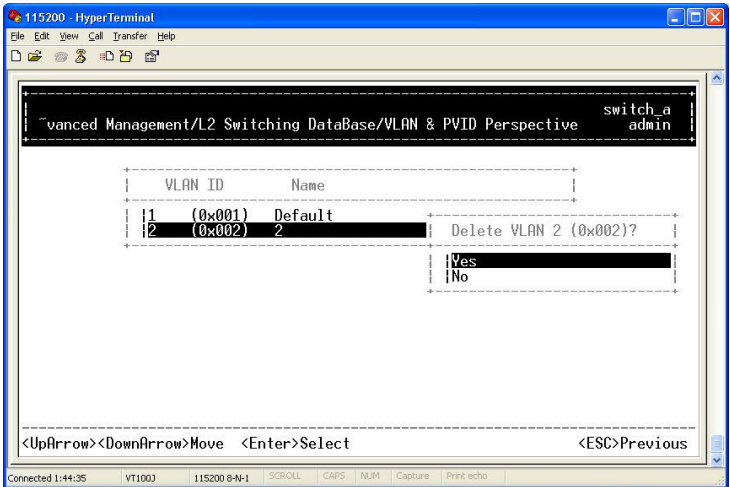 115200 - HyperTerminal
File Edit View Call Transfer Help
switch_a
~vanced Management/L2 Switching DataBase/VLAN & PVID Perspective admin
VLAN ID Name
1 (0x001) Default
2 (0x002) 2
Delete VLAN 2 (0x002)?
Yes
No
<UpArrow><DownArrow>Move <Enter>Select <ESC>Previous
Connected 1:44:35 VT100J 115200 8-N-1 SCROLL CAPS NUM Capture Print echo